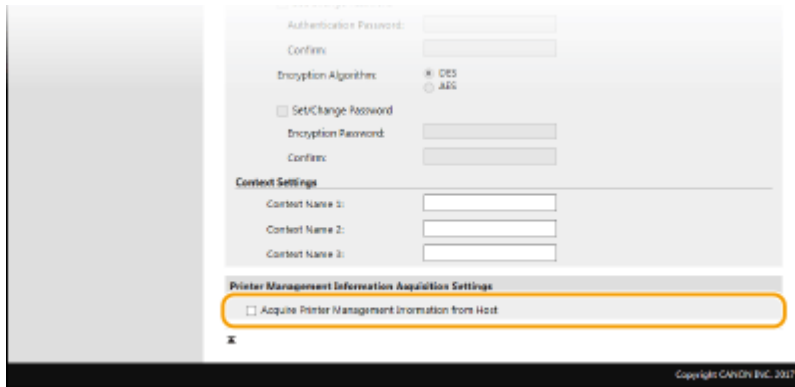 Authentication Password:
Confirm:
Encryption Algorithm:
DES
AES
Set/Change Password
Encryption Password:
Confirm:
Context Settings
Context Name 1:
Context Name 2:
Context Name 3:
Printer Management Information Acquisition Settings
Acquire Printer Management Information from Host
Copyright CANON INC. 2017